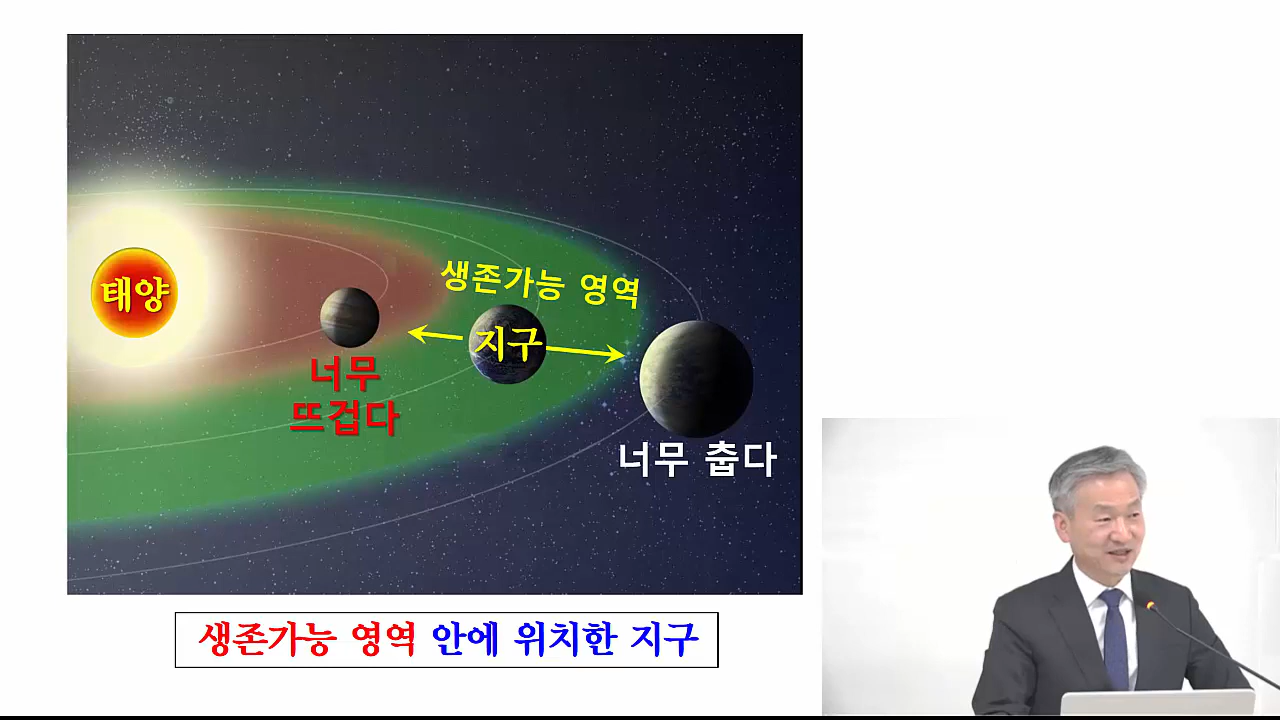 태양
생존가능 영역
지구
너무
뜨겁다
너무 춥다
생존가능 영역 안에 위치한 지구